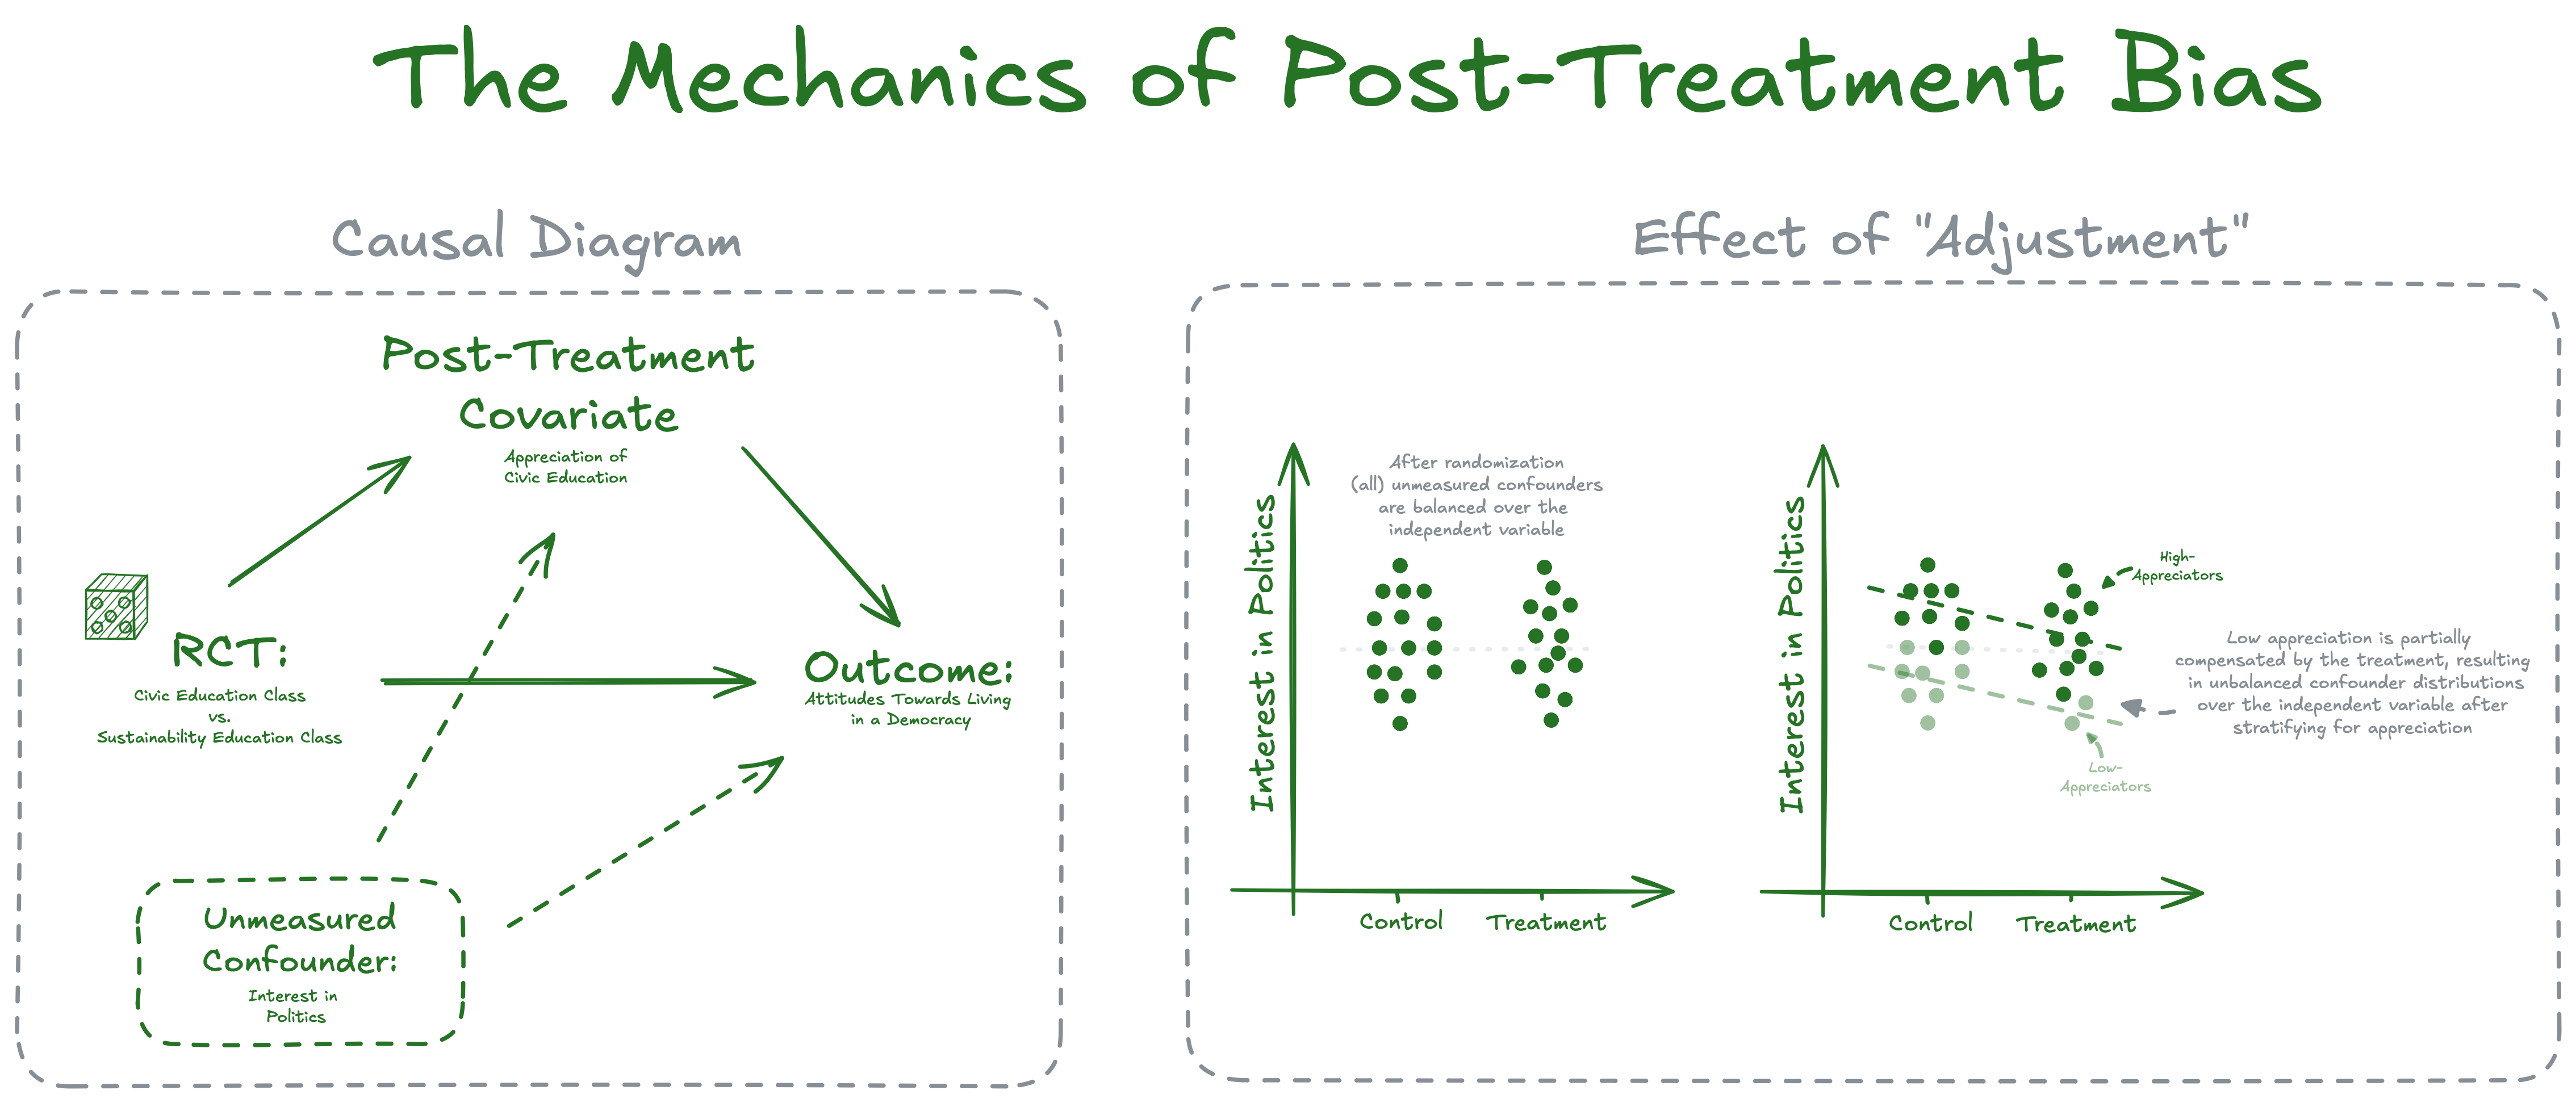 The Mechanics of Post-Treatment Bias
Causal Diagram
Post-Treatment
Covariate
Appreciation of
Civic Education
RCT:
Civic Education Class
vs.
Sustainability Education Class
Outcome:
Attitudes Towards Living
in a Democracy
Unmeasured
Confounder:
Interest in
Politics
Effect of "Adjustment"
Interest in Politics
After randomization
(all) unmeasured confounders
are balanced over the
independent variable
Control
Treatment
Interest in Politics
High-
Appreciators
Low appreciation is partially
compensated by the treatment, resulting
in unbalanced confounder distributions
over the independent variable after
stratifying for appreciation
Low-
Appreciators
Control
Treatment